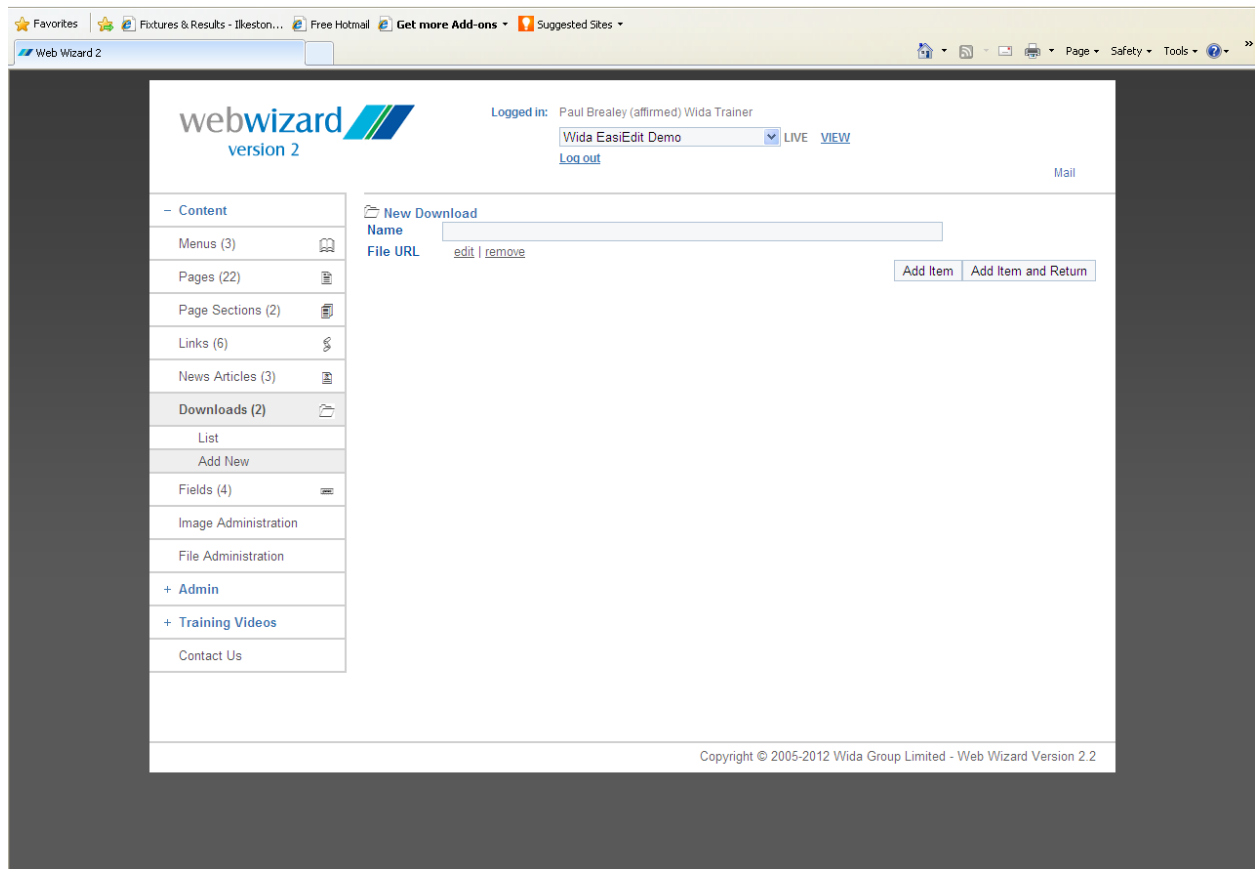 Favorites Fixtures & Results - Ilkeston... Free Hotmail Get more Add-ons Suggested Sites
Web Wizard 2 Page Safety Tools »
webwizard
version 2
Logged in: Paul Brealey (affirmed) Wida Trainer
Wida EasiEdit Demo LIVE VIEW
Log out
Mail
− Content
Menus (3)
Pages (22)
Page Sections (2)
Links (6)
News Articles (3)
Downloads (2)
List
Add New
Fields (4)
Image Administration
File Administration
+ Admin
+ Training Videos
Contact Us
New Download
Name
File URL edit | remove
Add Item Add Item and Return
Copyright © 2005-2012 Wida Group Limited - Web Wizard Version 2.2